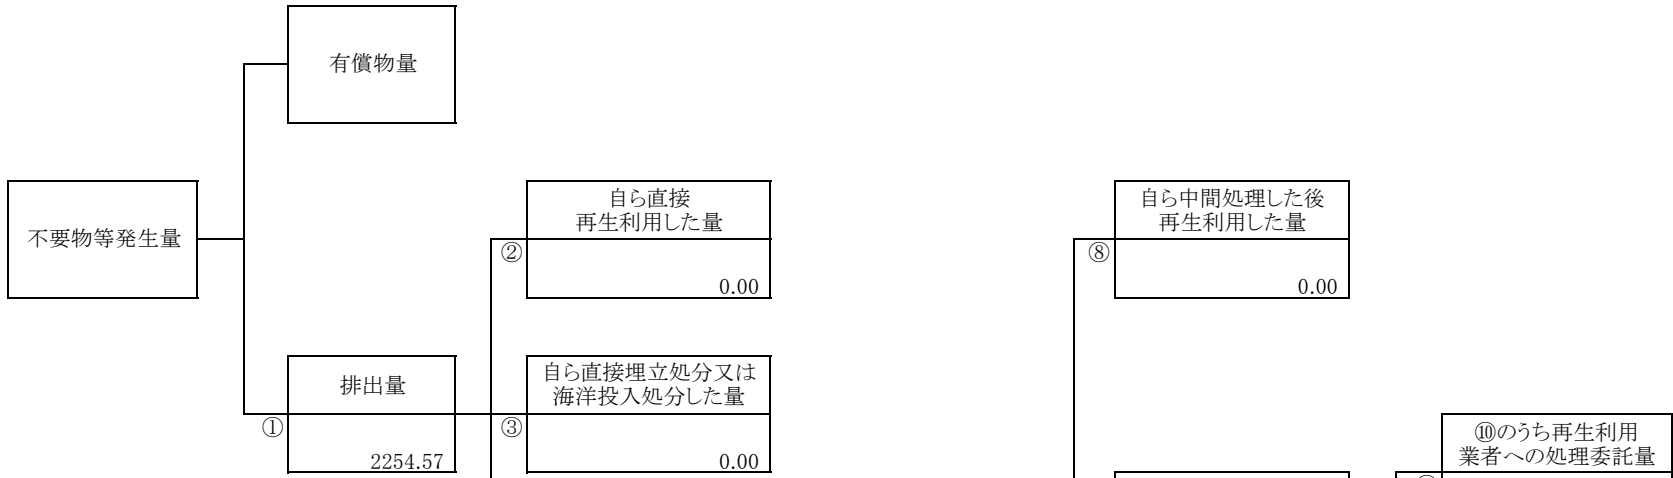 有償物量
不要物等発生量
自ら直接
再生利用した量
②
0.00
自ら中間処理した後
再生利用した量
⑧
0.00
排出量
①
2254.57
自ら直接埋立処分又は
海洋投入処分した量
③
0.00
⑩のうち再生利用
業者への処理委託量